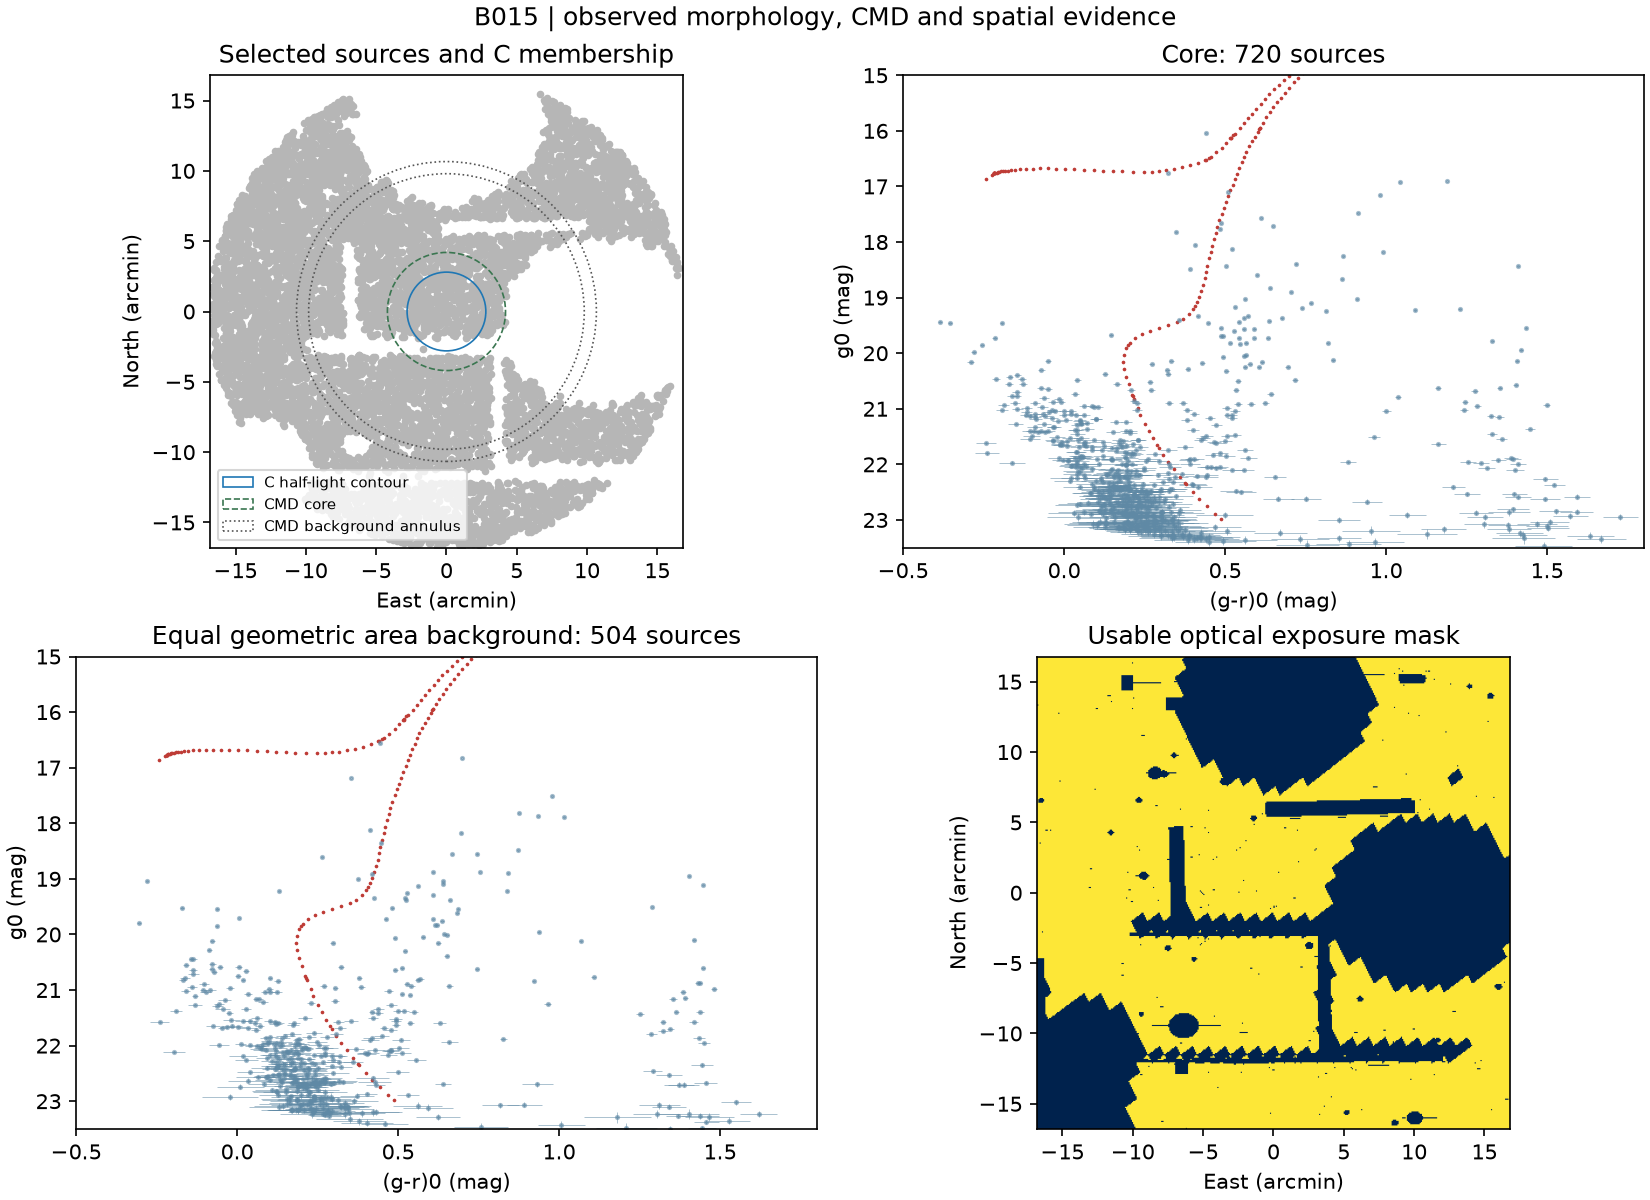 B015 | observed morphology, CMD and spatial evidence
Selected sources and C membership
15
10
5
0
−5
−10
−15
North (arcmin)
C half-light contour
CMD core
CMD background annulus
−15 −10 −5 0 5 10 15
East (arcmin)
Core: 720 sources
15
16
17
18
19
20
21
22
23
g0 (mag)
−0.5 0.0 0.5 1.0 1.5
(g-r)0 (mag)
Equal geometric area background: 504 sources
15
16
17
18
19
20
21
22
23
g0 (mag)
−0.5 0.0 0.5 1.0 1.5
(g-r)0 (mag)
Usable optical exposure mask
15
10
5
0
−5
−10
−15
North (arcmin)
−15 −10 −5 0 5 10 15
East (arcmin)